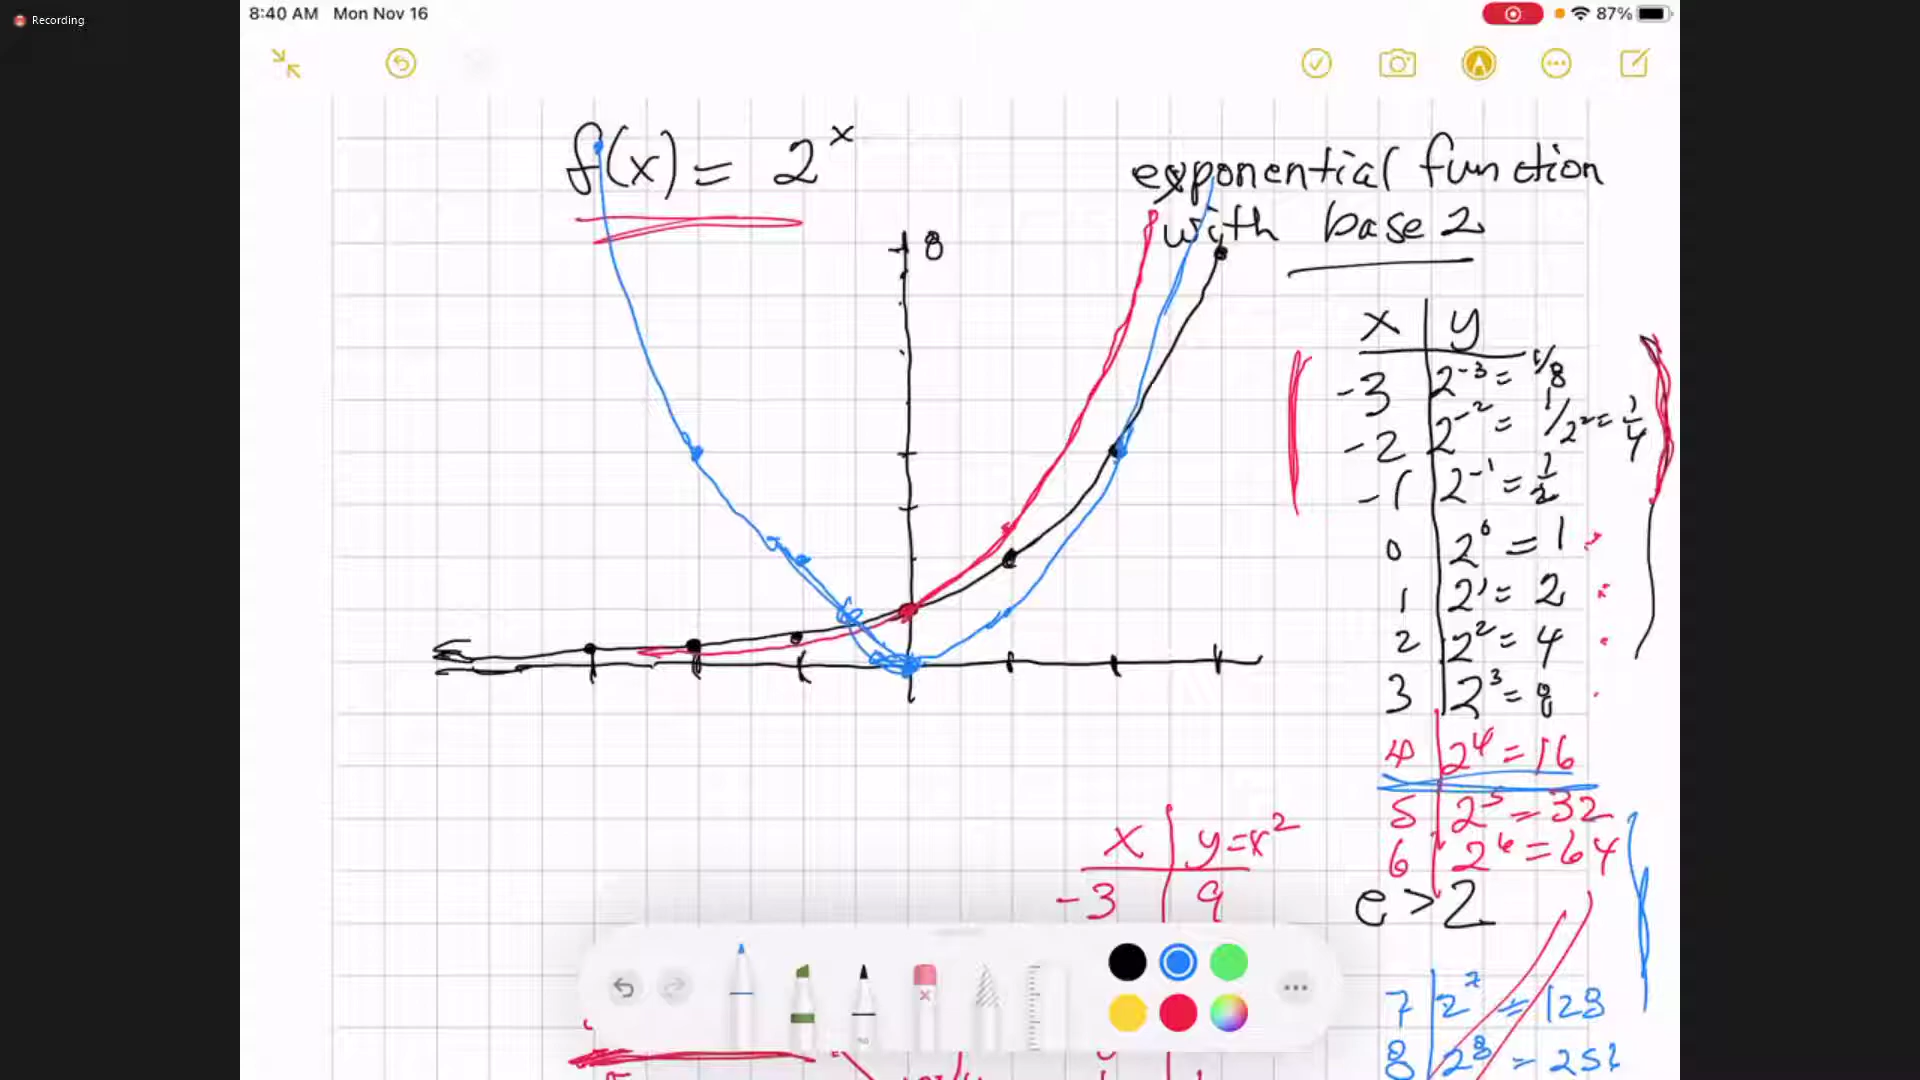 Recording
8:40 AM Mon Nov 16
87%
f(x) = 2^x
exponential function
with base 2
8
x | y
-3 | 2^-3 = 1/8
-2 | 2^-2 = 1/2^2 = 1/4
-1 | 2^-1 = 1/2
0 | 2^0 = 1
1 | 2^1 = 2
2 | 2^2 = 4
3 | 2^3 = 8
4 | 2^4 = 16
5 | 2^5 = 32
6 | 2^6 = 64
e > 2
x | y = x^2
-3 | 9
7 | 2^7 = 128
8 | 2^8 =